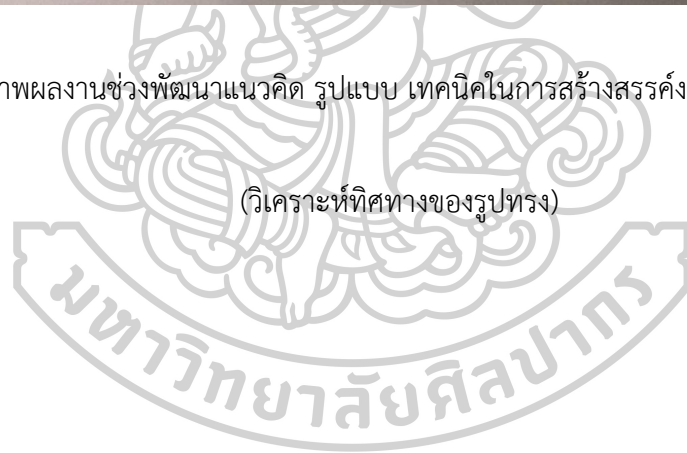 าพผลงานช่วงพัฒนาแนวคิด รูปแบบ เทคนิคในการสร้างสรรค์ง
(วิเคราะห์ทิศทางของรูปทรง)
มหาวิทยาลัยศิลปากร